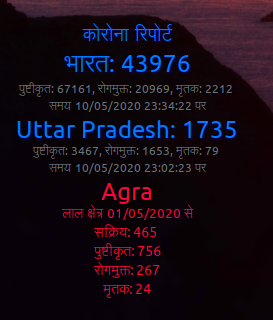 कोरोना रिपोर्ट
भारत: 43976
पुष्टीकृत: 67161, रोगमुक्त: 20969, मृतक: 2212
समय 10/05/2020 23:34:22 पर
Uttar Pradesh: 1735
पुष्टीकृत: 3467, रोगमुक्त: 1653, मृतक: 79
समय 10/05/2020 23:02:23 पर
Agra
लाल क्षेत्र 01/05/2020 से
सक्रिय: 465
पुष्टीकृत: 756
रोगमुक्त: 267
मृतक: 24